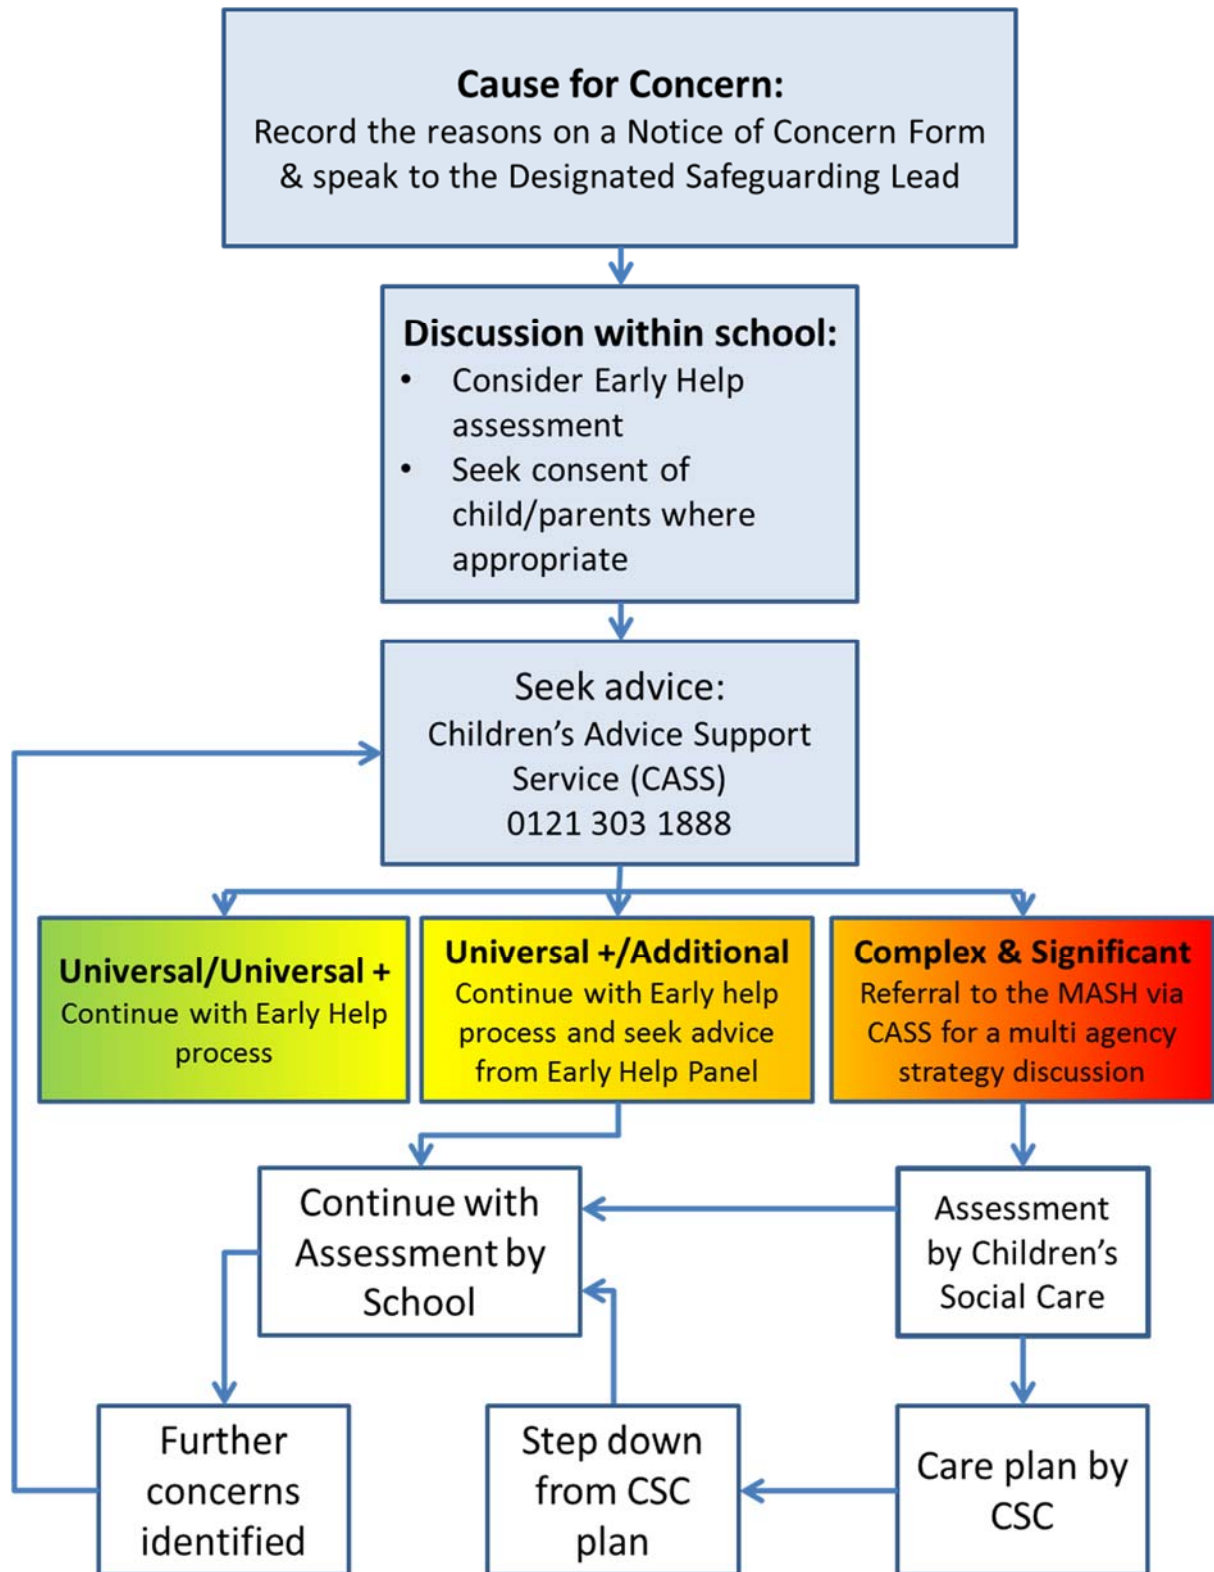 Cause for Concern:
Record the reasons on a Notice of Concern Form
& speak to the Designated Safeguarding Lead
Discussion within school:
• Consider Early Help
assessment
• Seek consent of
child/parents where
appropriate
Seek advice:
Children’s Advice Support
Service (CASS)
0121 303 1888
Universal/Universal +
Continue with Early Help
process
Universal +/Additional
Continue with Early help
process and seek advice
from Early Help Panel
Complex & Significant
Referral to the MASH via
CASS for a multi agency
strategy discussion
Continue with
Assessment by
School
Assessment
by Children’s
Social Care
Further
concerns
identified
Step down
from CSC
plan
Care plan by
CSC